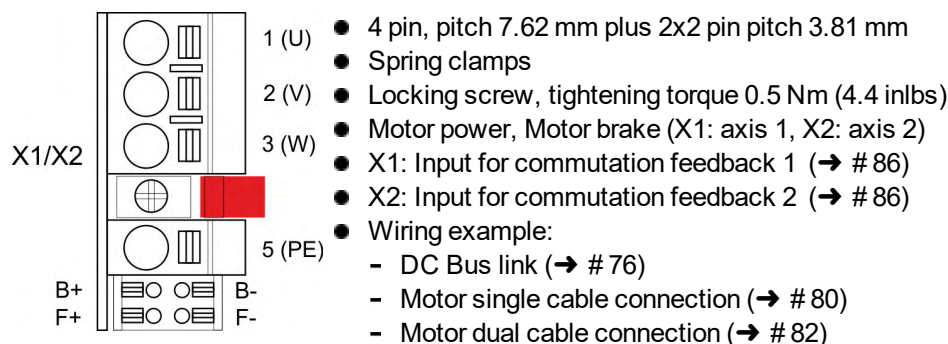 X1/X2
1 (U)
2 (V)
3 (W)
5 (PE)
B+
B-
F+
F-
● 4 pin, pitch 7.62 mm plus 2x2 pin pitch 3.81 mm
● Spring clamps
● Locking screw, tightening torque 0.5 Nm (4.4 inlbs)
● Motor power, Motor brake (X1: axis 1, X2: axis 2)
● X1: Input for commutation feedback 1 (➜ # 86)
● X2: Input for commutation feedback 2 (➜ # 86)
● Wiring example:
- DC Bus link (➜ # 76)
- Motor single cable connection (➜ # 80)
- Motor dual cable connection (➜ # 82)